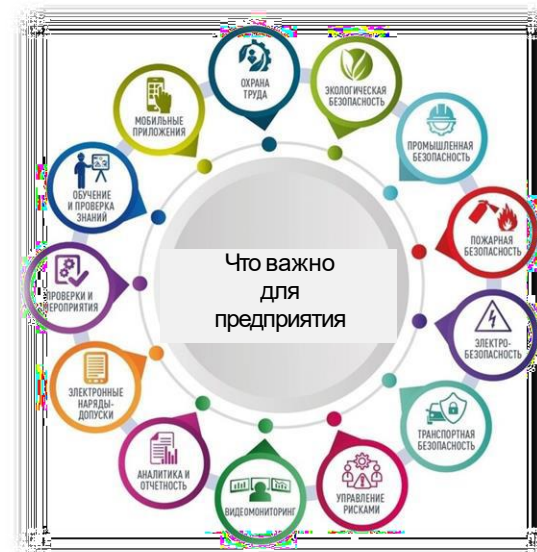 ОХРАНА
ТРУДА
ЭКОЛОГИЧЕСКАЯ
БЕЗОПАСНОСТЬ
ПРОМЫШЛЕННАЯ
БЕЗОПАСНОСТЬ
ПОЖАРНАЯ
БЕЗОПАСНОСТЬ
ЭЛЕКТРО-
БЕЗОПАСНОСТЬ
ТРАНСПОРТНАЯ
БЕЗОПАСНОСТЬ
УПРАВЛЕНИЕ
РИСКАМИ
ВИДЕОМОНИТОРИНГ
АНАЛИТИКА И
ОТЧЕТНОСТЬ
ЭЛЕКТРОННЫЕ
НАРЯДЫ-
ДОПУСКИ
ПРОВЕРКИ И
МЕРОПРИЯТИЯ
ОБУЧЕНИЕ
И ПРОВЕРКА
ЗНАНИЙ
МОБИЛЬНЫЕ
ПРИЛОЖЕНИЯ
Что важно
для
предприятия